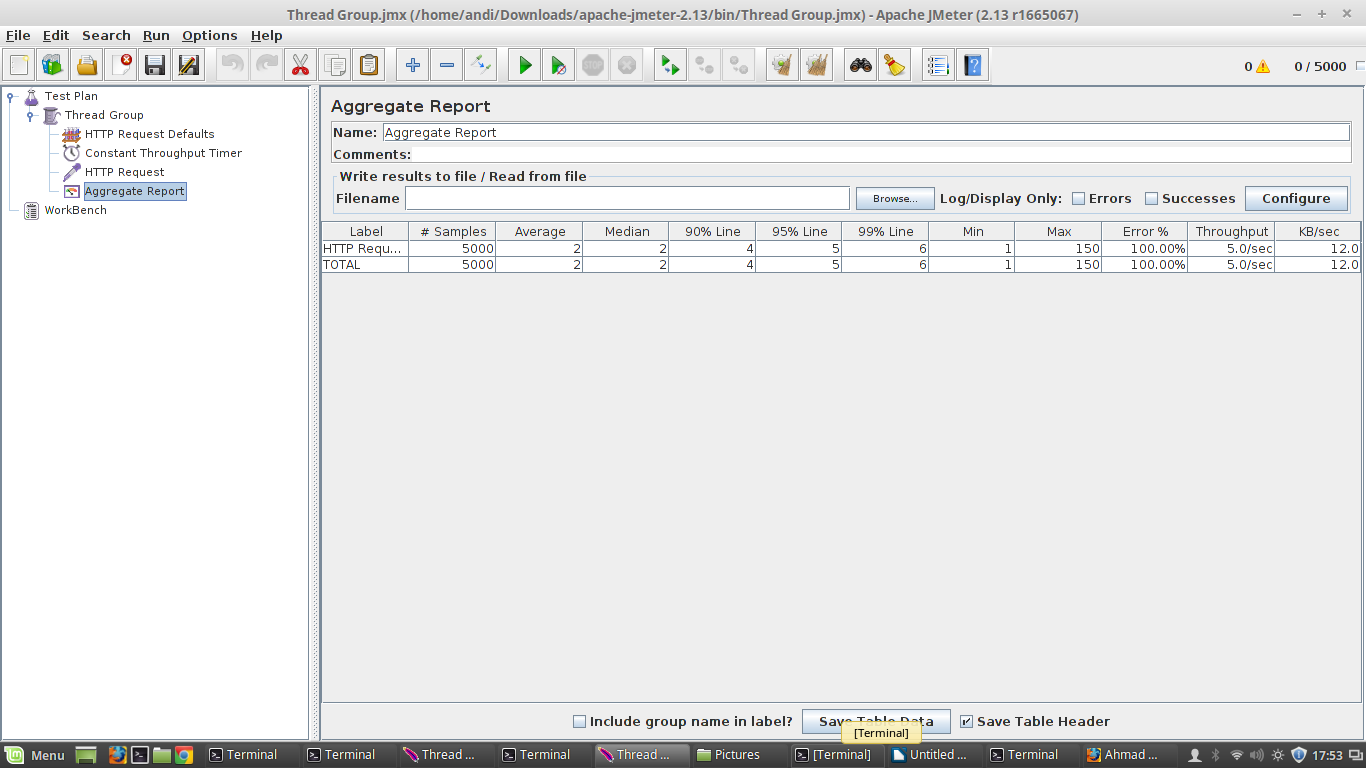 Thread Group.jmx (/home/andi/Downloads/apache-jmeter-2.13/bin/Thread Group.jmx) - Apache JMeter (2.13 r1665067)
File Edit Search Run Options Help
STOP 0 0 / 5000
Test Plan
Thread Group
HTTP Request Defaults
Constant Throughput Timer
HTTP Request
Aggregate Report
WorkBench
Aggregate Report
Name: Aggregate Report
Comments:
Write results to file / Read from file
Filename Browse... Log/Display Only: Errors Successes Configure
Label # Samples Average Median 90% Line 95% Line 99% Line Min Max Error % Throughput KB/sec
HTTP Requ... 5000 2 2 4 5 6 1 150 100.00% 5.0/sec 12.0
TOTAL 5000 2 2 4 5 6 1 150 100.00% 5.0/sec 12.0
Include group name in label? Save Table Data Save Table Header
[Terminal]
Menu Terminal Terminal Thread ... Terminal Thread ... Pictures [Terminal] Untitled ... Terminal Ahmad ... 17:53